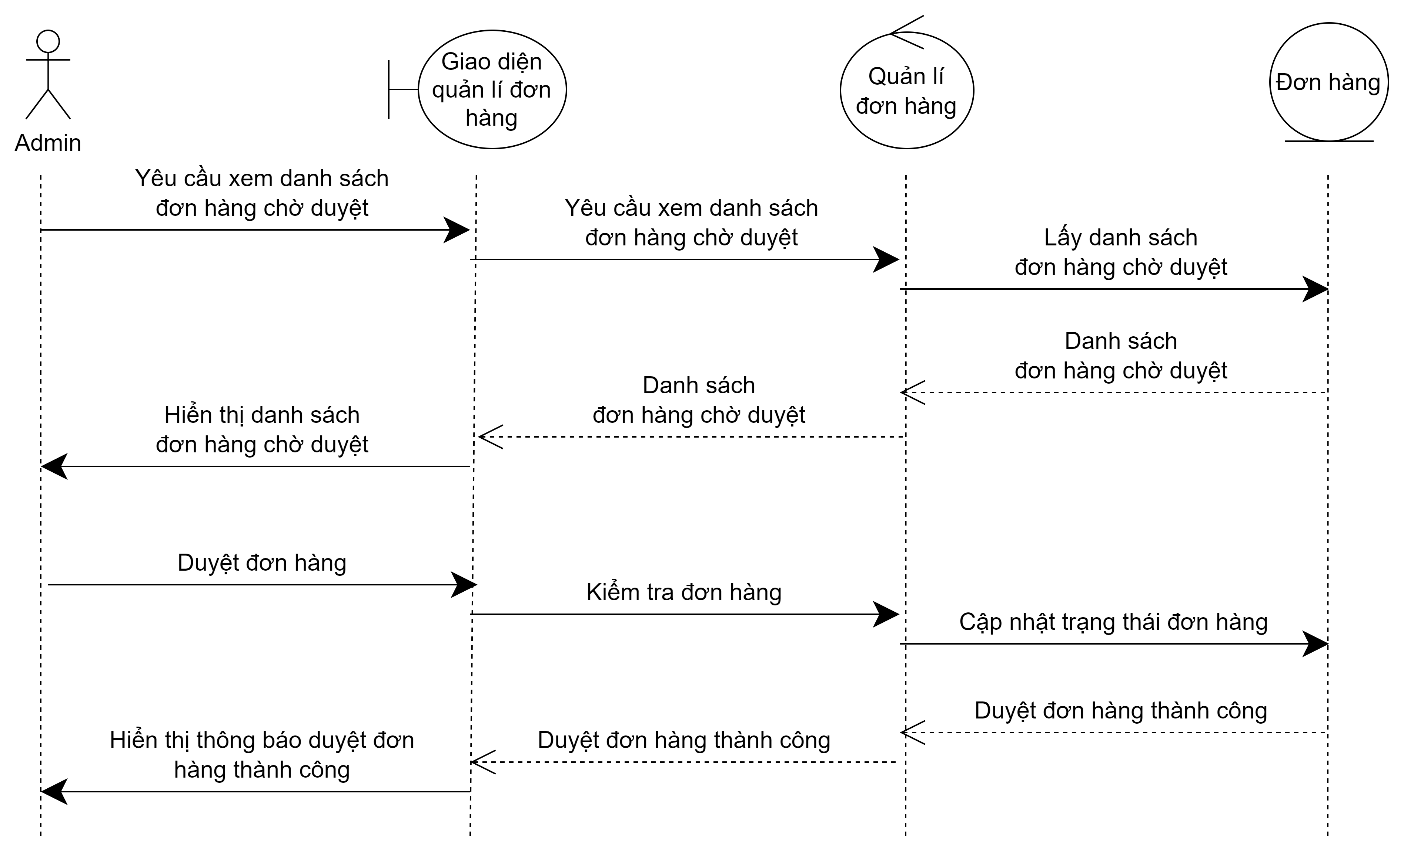 Admin
Giao diện
quản lí đơn
hàng
Quản lí
đơn hàng
Đơn hàng
Yêu cầu xem danh sách
đơn hàng chờ duyệt
Yêu cầu xem danh sách
đơn hàng chờ duyệt
Lấy danh sách
đơn hàng chờ duyệt
Danh sách
đơn hàng chờ duyệt
Danh sách
đơn hàng chờ duyệt
Hiển thị danh sách
đơn hàng chờ duyệt
Duyệt đơn hàng
Kiểm tra đơn hàng
Cập nhật trạng thái đơn hàng
Duyệt đơn hàng thành công
Duyệt đơn hàng thành công
Hiển thị thông báo duyệt đơn
hàng thành công